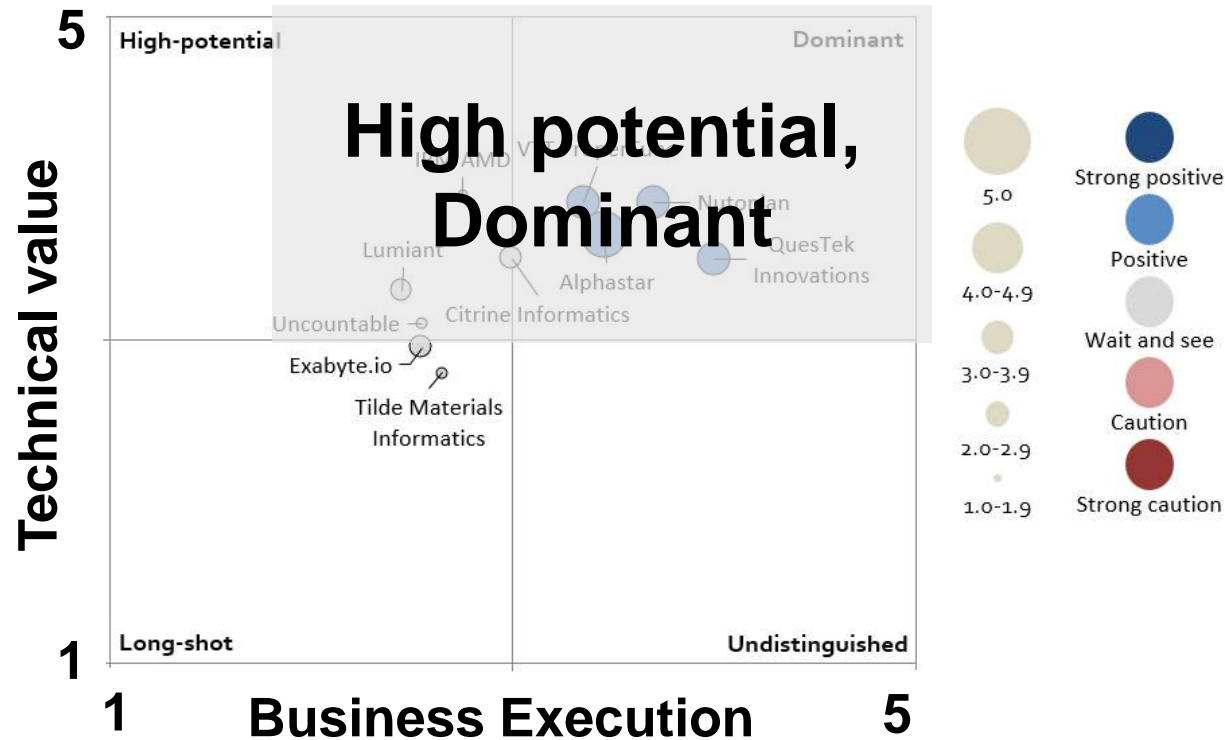 5
High-potential
Dominant
High potential,
Dominant
AMD
Nutonian
Lumiant
QuesTek
Innovations
Alphastar
Citrine Informatics
Uncountable
Exabyte.io
Tilde Materials
Informatics
Technical value
Long-shot
Undistinguished
1
1
Business Execution
5
5.0
4.0-4.9
3.0-3.9
2.0-2.9
1.0-1.9
Strong positive
Positive
Wait and see
Caution
Strong caution